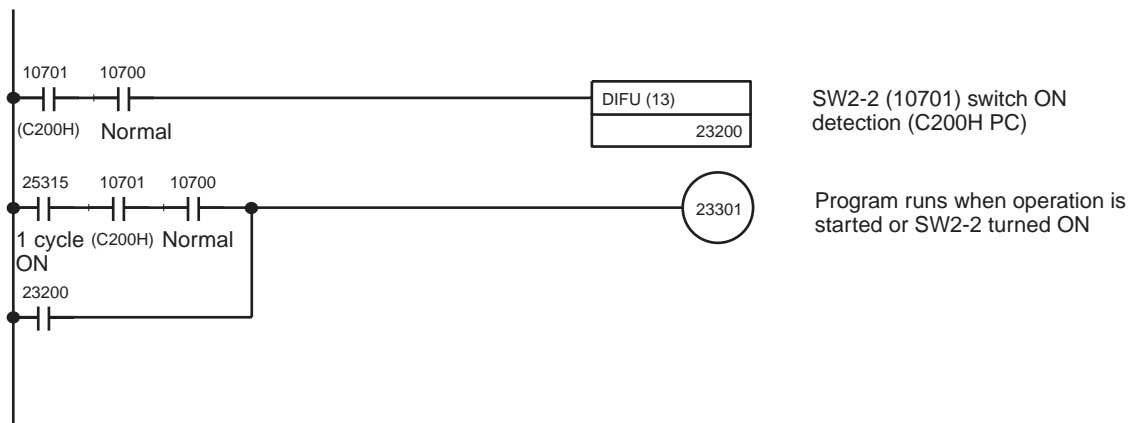 10701 10700
DIFU (13)
(C200H) Normal
23200
SW2-2 (10701) switch ON
detection (C200H PC)
25315 10701 10700
23301
1 cycle (C200H) Normal
ON
Program runs when operation is
started or SW2-2 turned ON
23200